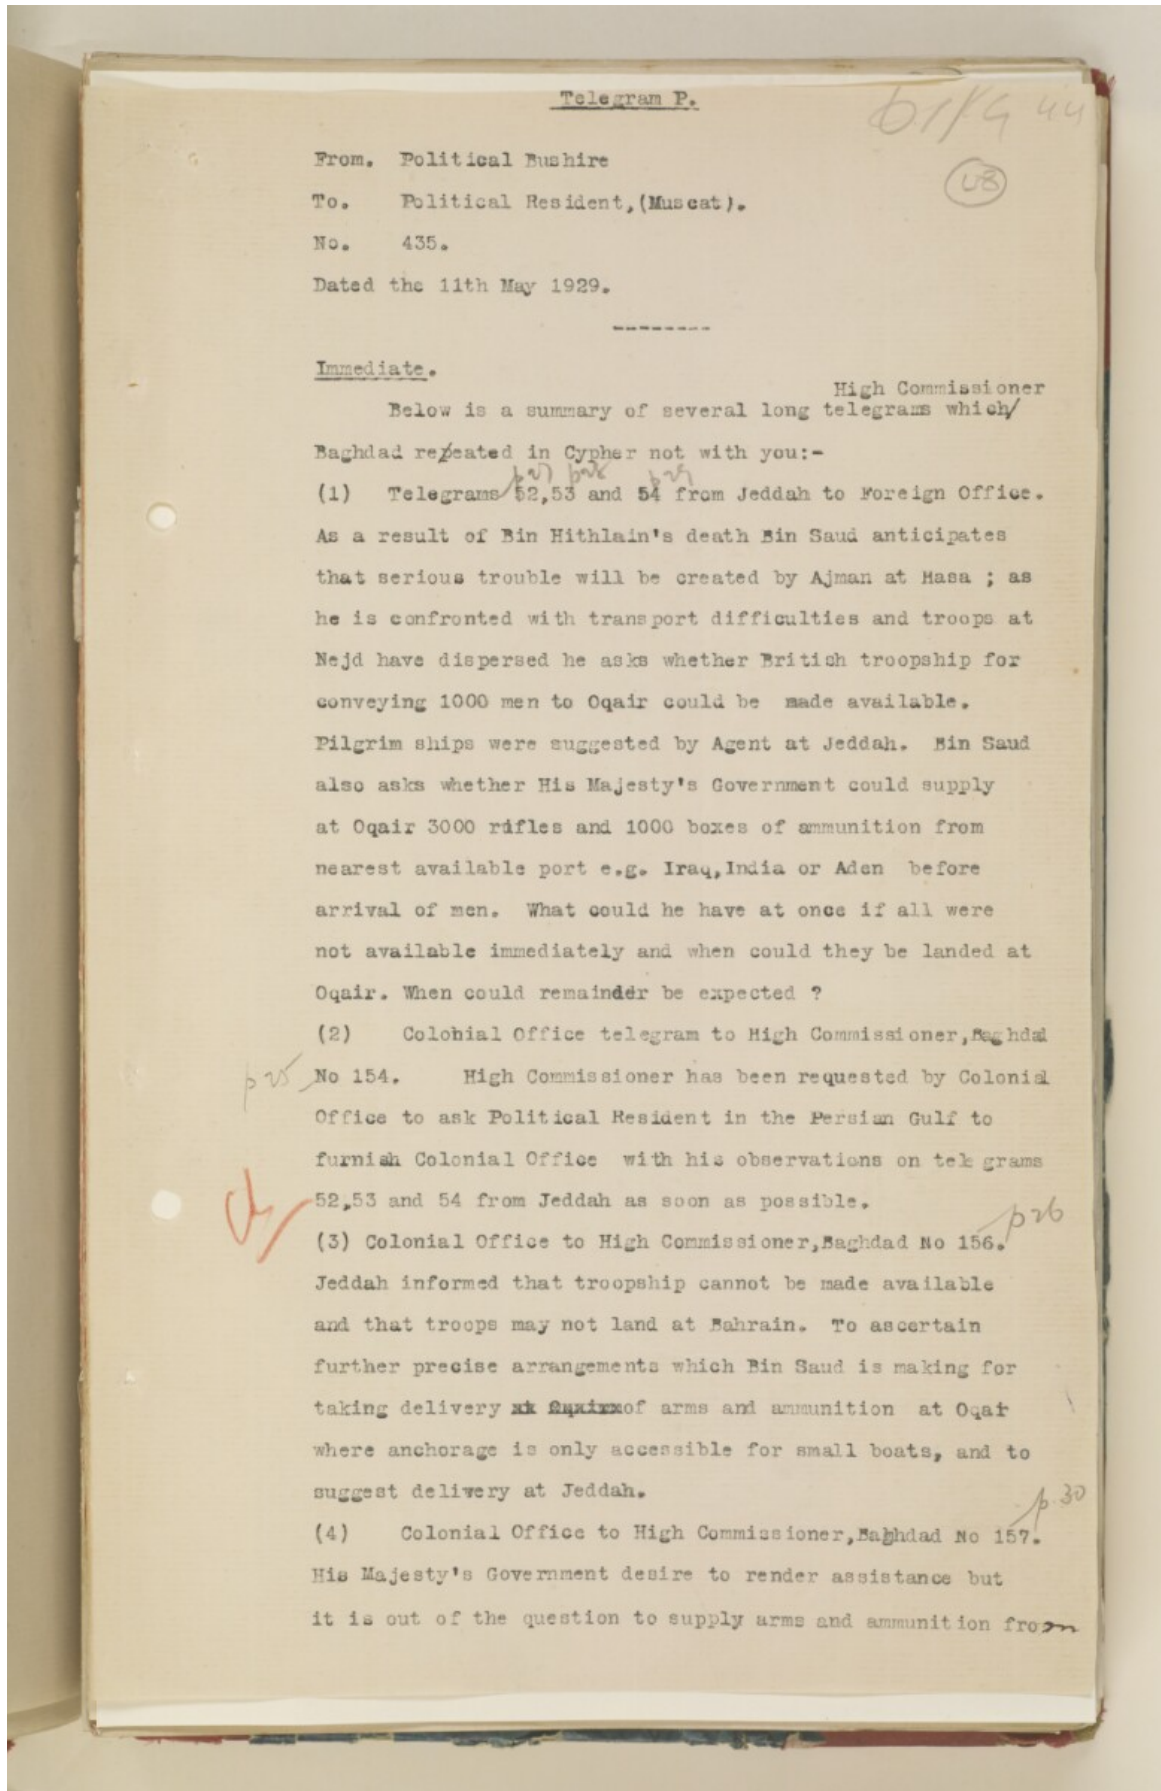 Telegram P.
61/9 44
From. Political Bushire
To. Political Resident,(Muscat).
No. 435.
Dated the 11th May 1929.
--------
Immediate.
High Commissioner
Below is a summary of several long telegrams which/
Baghdad repeated in Cypher not with you:-
p27 p28 p29
(1) Telegrams 52,53 and 54 from Jeddah to Foreign Office.
As a result of Bin Hithlain's death Bin Saud anticipates
that serious trouble will be created by Ajman at Hasa ; as
he is confronted with transport difficulties and troops at
Nejd have dispersed he asks whether British troopship for
conveying 1000 men to Oqair could be made available.
Pilgrim ships were suggested by Agent at Jeddah. Bin Saud
also asks whether His Majesty's Government could supply
at Oqair 3000 rifles and 1000 boxes of ammunition from
nearest available port e.g. Iraq,India or Aden before
arrival of men. What could he have at once if all were
not available immediately and when could they be landed at
Oqair. When could remainder be expected ?
(2) Colonial Office telegram to High Commissioner,Baghdad
p25 No 154. High Commissioner has been requested by Colonial
Office to ask Political Resident in the Persian Gulf to
furnish Colonial Office with his observations on telegrams
52,53 and 54 from Jeddah as soon as possible.
p26
(3) Colonial Office to High Commissioner,Baghdad No 156.
Jeddah informed that troopship cannot be made available
and that troops may not land at Bahrain. To ascertain
further precise arrangements which Bin Saud is making for
taking delivery of arms and ammunition at Oqair
where anchorage is only accessible for small boats, and to
suggest delivery at Jeddah.
p.30
(4) Colonial Office to High Commissioner,Baghdad No 157.
His Majesty's Government desire to render assistance but
it is out of the question to supply arms and ammunition from